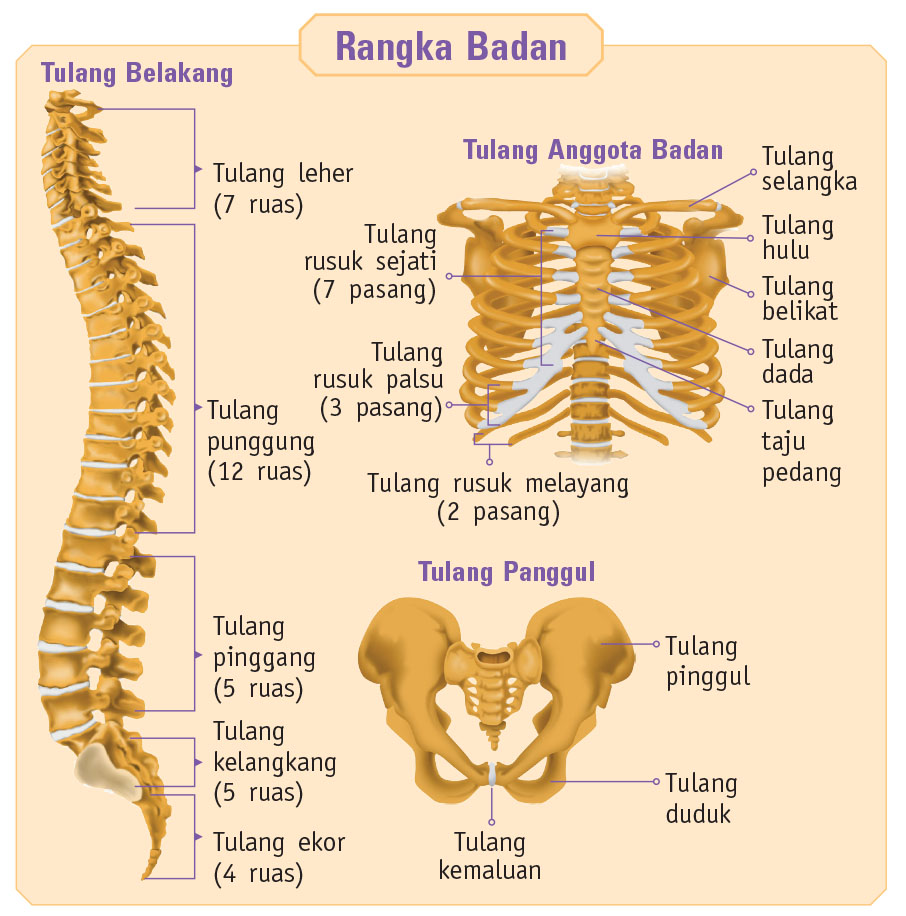 Rangka Badan
Tulang Belakang
Tulang leher
(7 ruas)
Tulang
punggung
(12 ruas)
Tulang
pinggang
(5 ruas)
Tulang
kelangkang
(5 ruas)
Tulang ekor
(4 ruas)
Tulang Anggota Badan
Tulang
rusuk sejati
(7 pasang)
Tulang
rusuk palsu
(3 pasang)
Tulang rusuk melayang
(2 pasang)
Tulang
selangka
Tulang
hulu
Tulang
belikat
Tulang
dada
Tulang
taju
pedang
Tulang Panggul
Tulang
pinggul
Tulang
duduk
Tulang
kemaluan